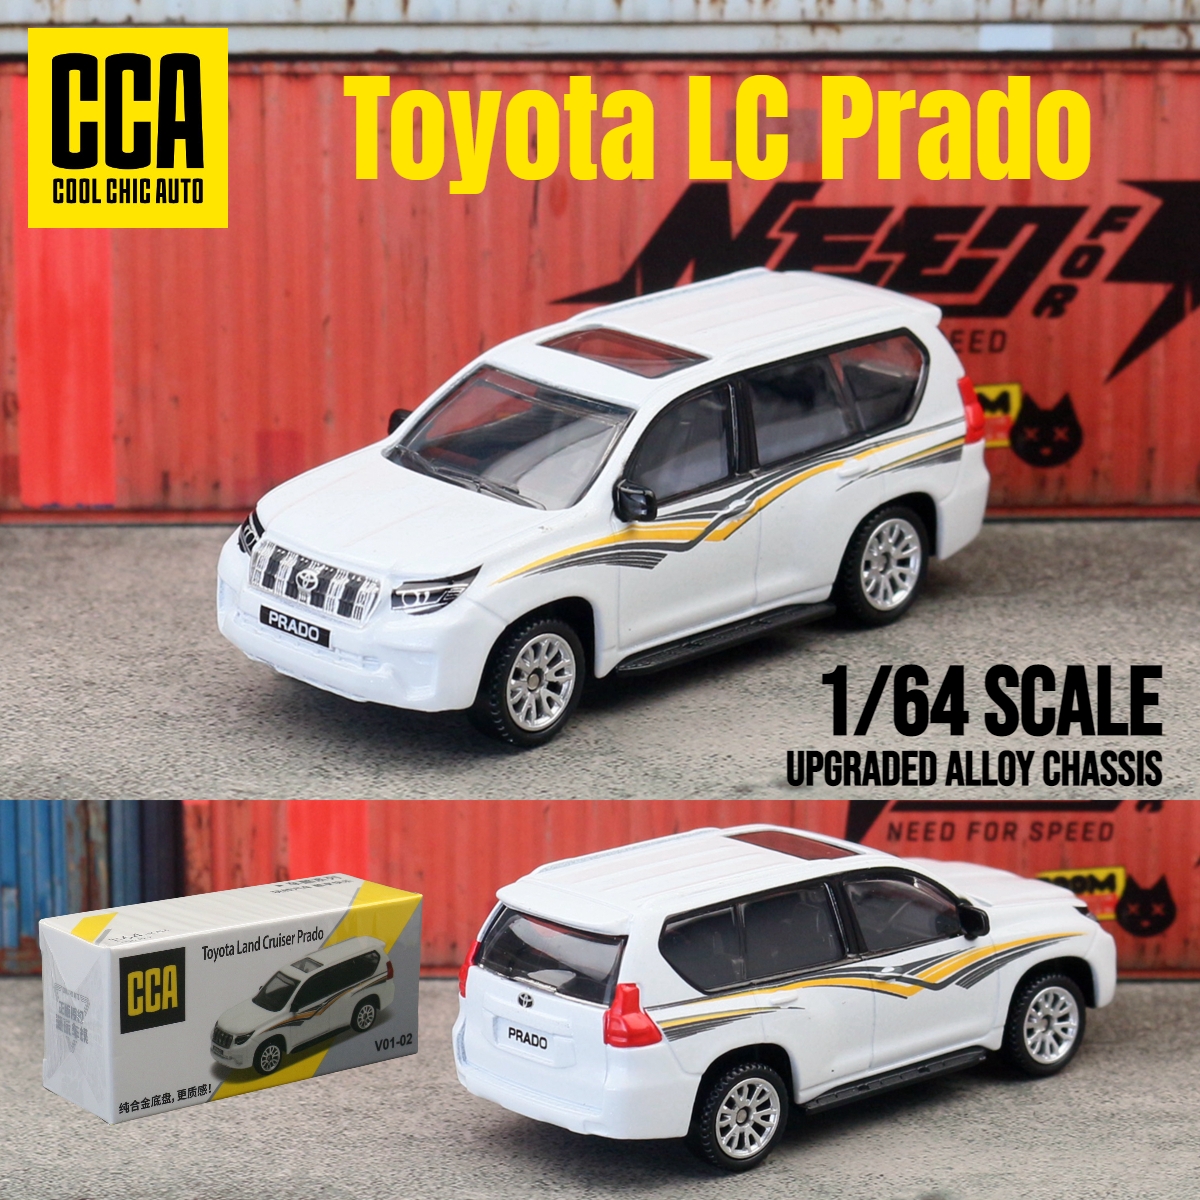 CCA
COOL CHIC AUTO
Toyota LC Prado
NEED
FOR
EED
PRADO
1/64 SCALE
UPGRADED ALLOY CHASSIS
NEED FOR SPEED
Toyota Land Cruiser Prado
CCA
V01-02
纯合金底盘,更质感!
PRADO